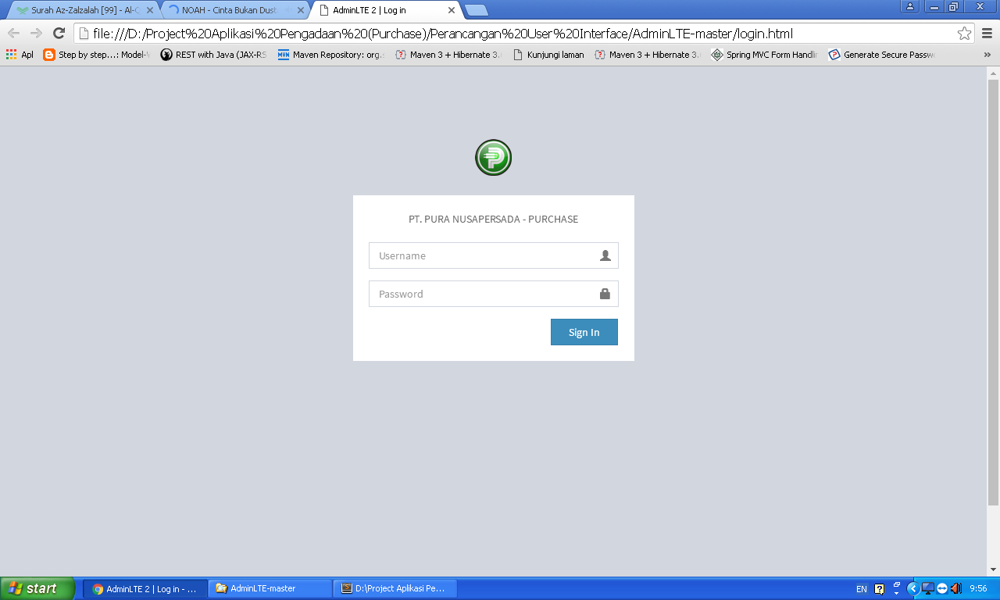 Surah Az-Zalzalah [99] - Al-Q
NOAH - Cinta Bukan Dust
AdminLTE 2 | Log in
file:///D:/Project%20Aplikasi%20Pengadaan%20(Purchase)/Perancangan%20User%20Interface/AdminLTE-master/login.html
Apl
Step by step...: Model-V
REST with Java (JAX-RS
MVN
Maven Repository: org.s
Maven 3 + Hibernate 3.
Kunjungi laman
Maven 3 + Hibernate 3.
Spring MVC Form Handlin
Generate Secure Passw
PT. PURA NUSAPERSADA - PURCHASE
Username
Password
Sign In
start
AdminLTE 2 | Log in - ...
AdminLTE-master
D:\Project Aplikasi Pe...
EN
9:56